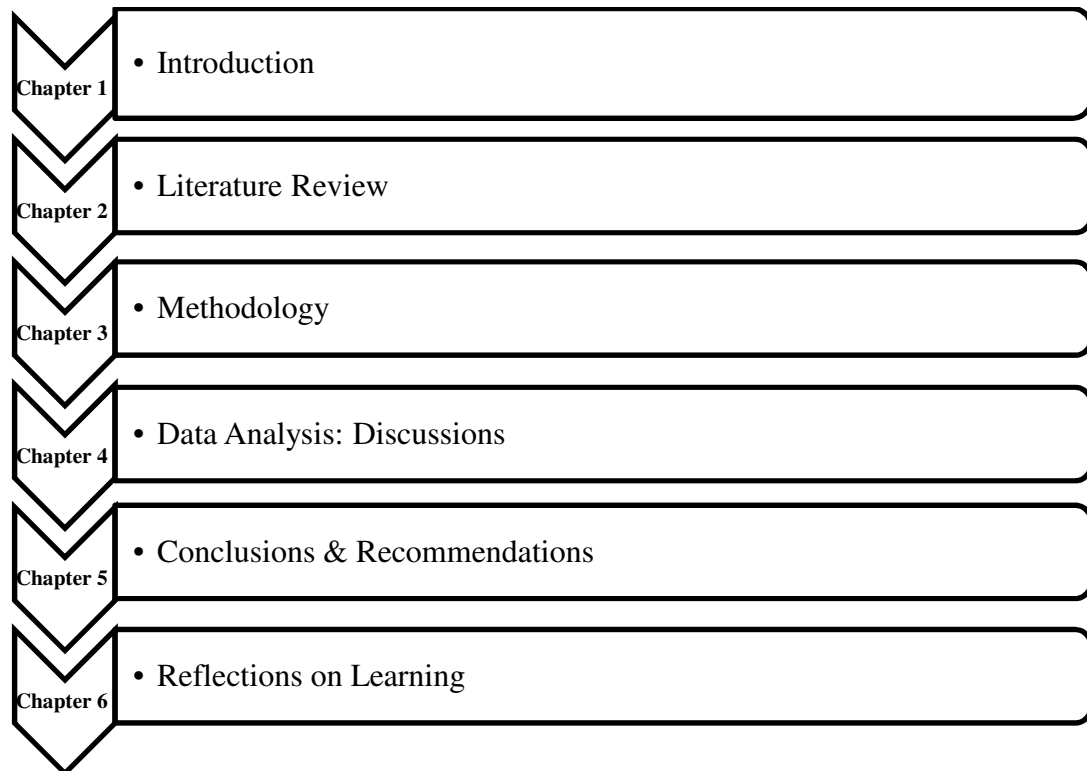 Chapter 1
• Introduction
Chapter 2
• Literature Review
Chapter 3
• Methodology
Chapter 4
• Data Analysis: Discussions
Chapter 5
• Conclusions & Recommendations
Chapter 6
• Reflections on Learning